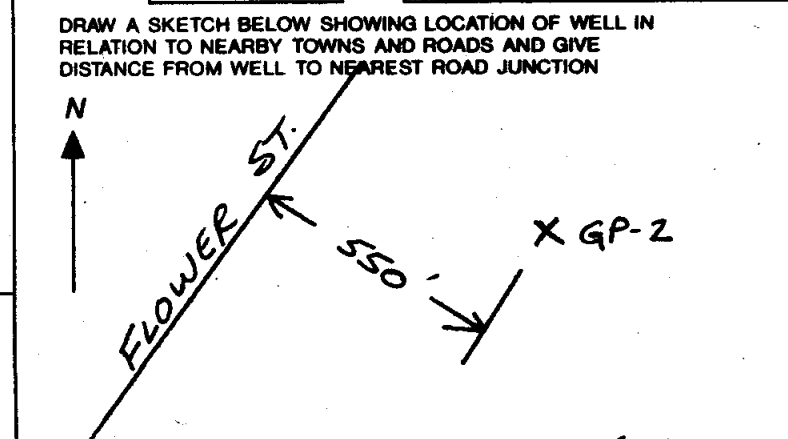 DRAW A SKETCH BELOW SHOWING LOCATION OF WELL IN
RELATION TO NEARBY TOWNS AND ROADS AND GIVE
DISTANCE FROM WELL TO NEAREST ROAD JUNCTION
N
FLOWER ST.
550'
X GP-2